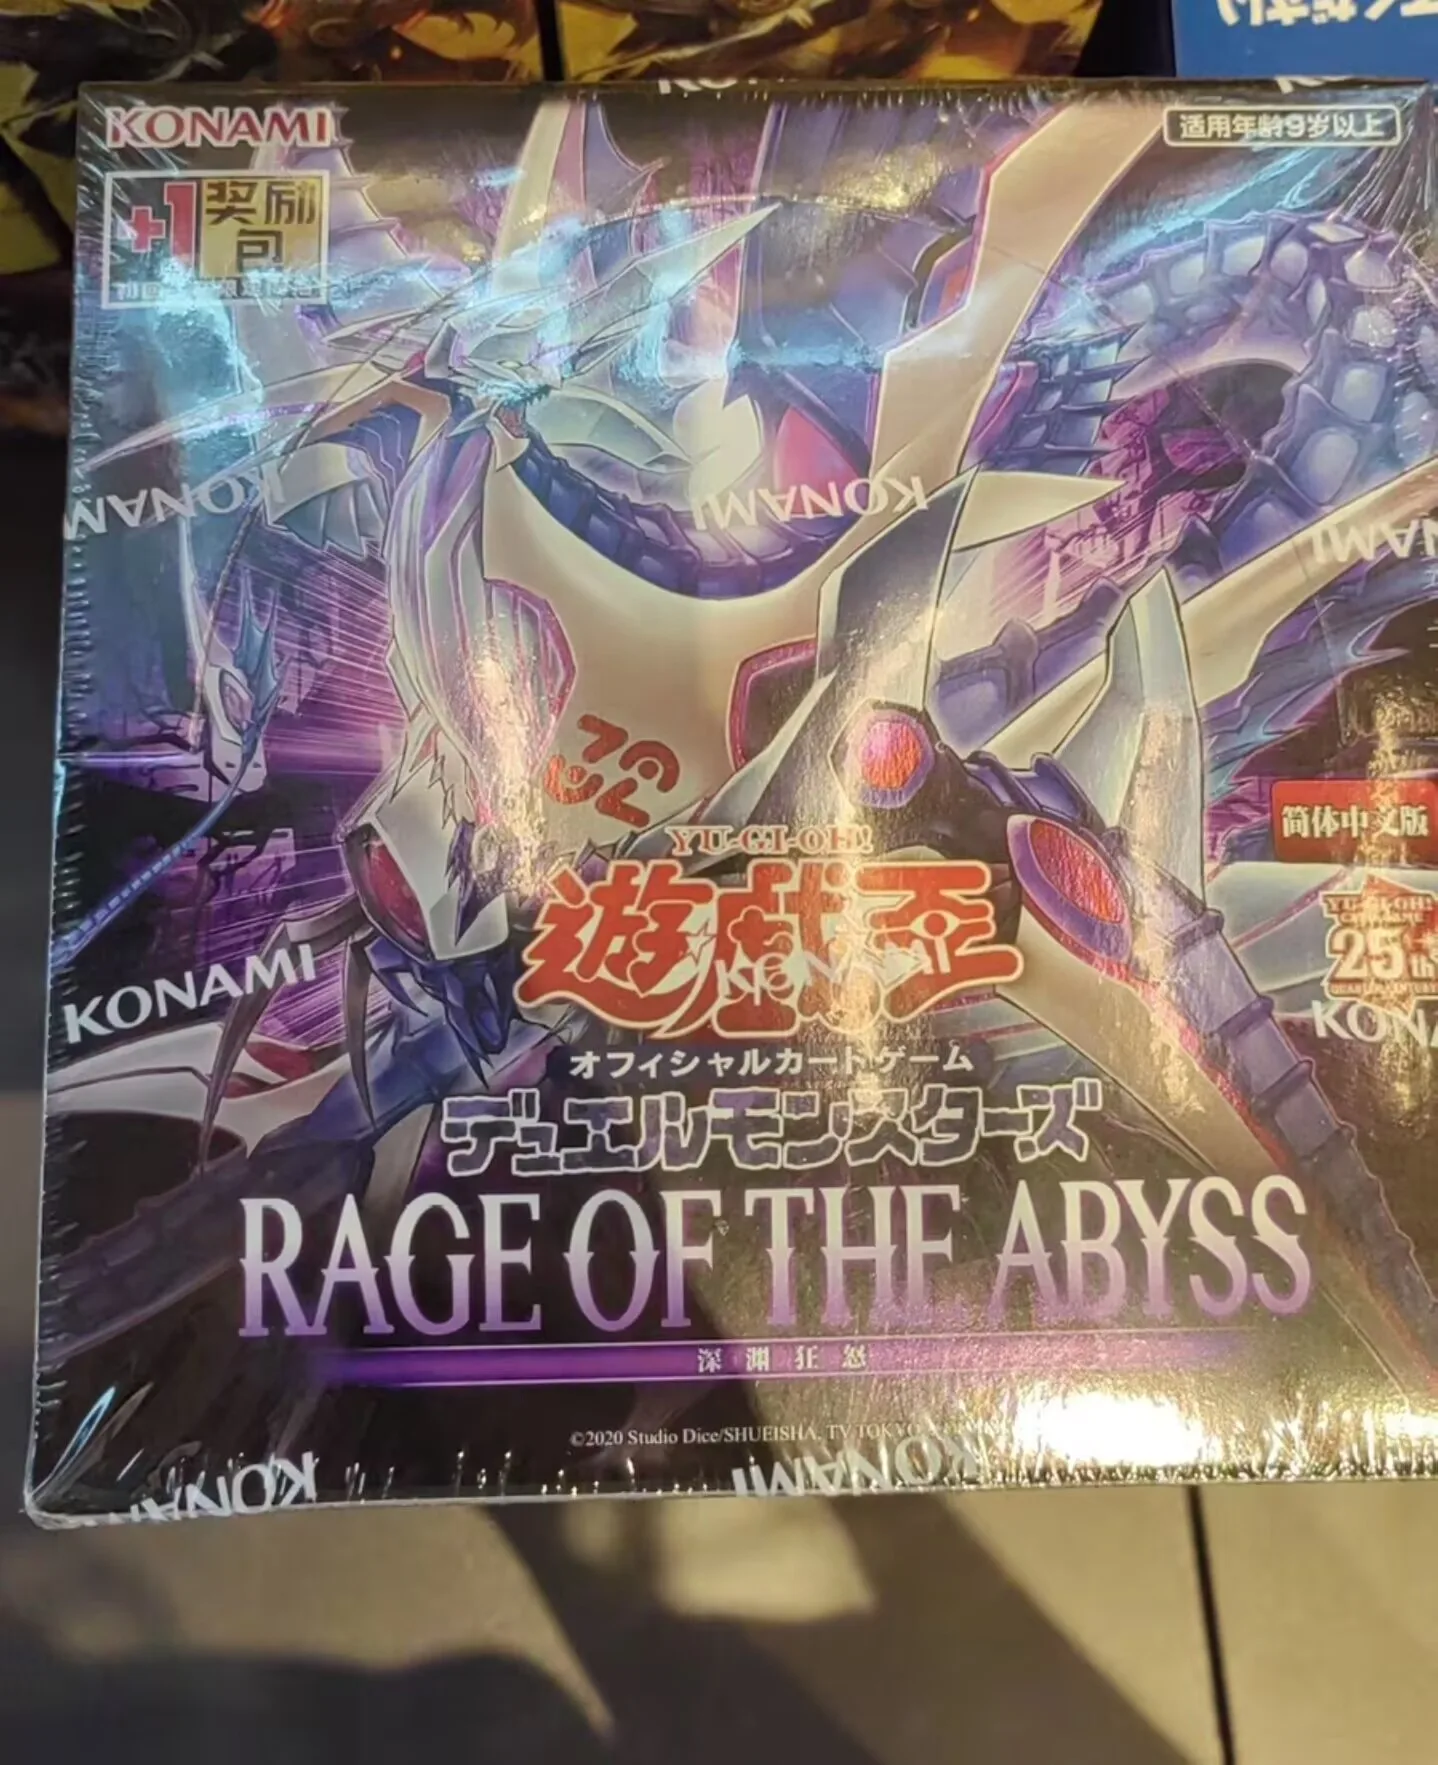 KONAMI
适用年龄9岁以上
+1奖励包
KONAMI
KONAMI
KONAMI
KONAMI
简体中文版
YU-GI-OH!
遊戯王
YU-GI-OH!
25th
KONAMI
オフィシャルカードゲーム
デュエルモンスターズ
RAGE OF THE ABYSS
深渊狂怒
©2020 Studio Dice/SHUEISHA, TV TOKYO
KONAMI
KONAMI